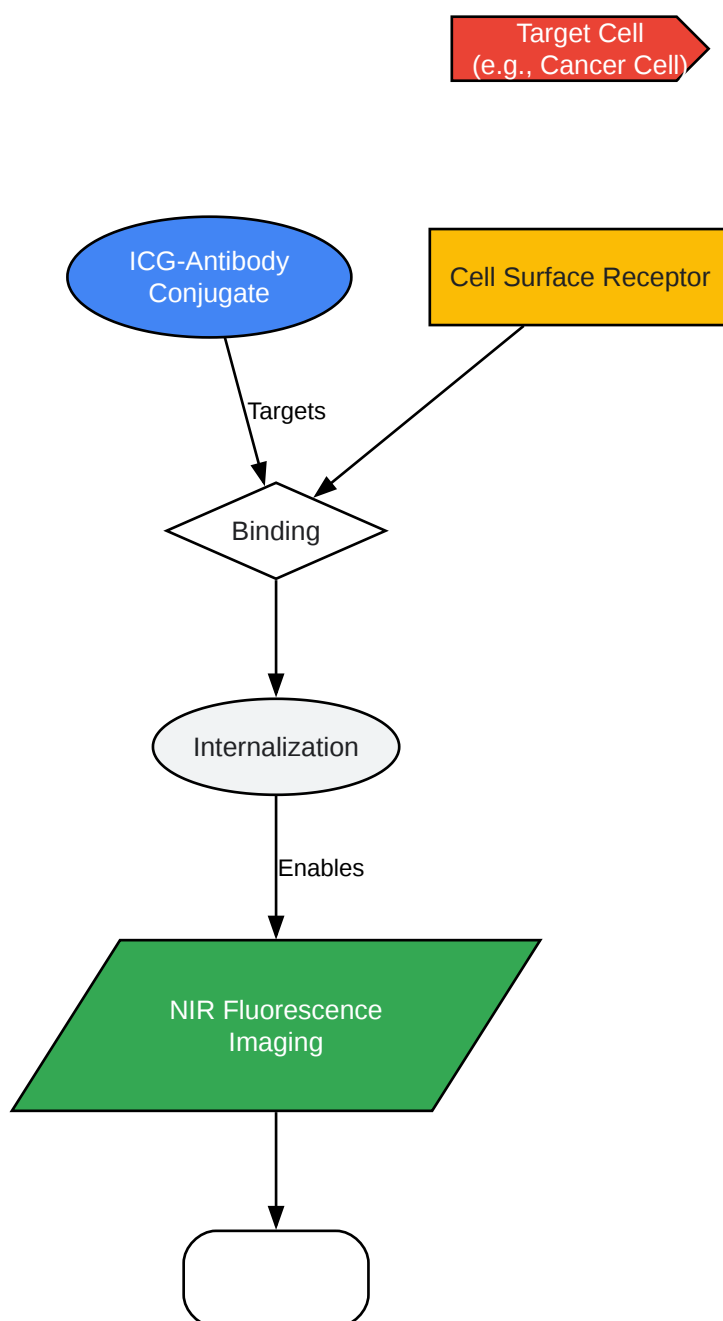 Target Cell
(e.g., Cancer Cell)
ICG-Antibody
Conjugate
Cell Surface Receptor
Targets
Binding
Internalization
Enables
NIR Fluorescence
Imaging